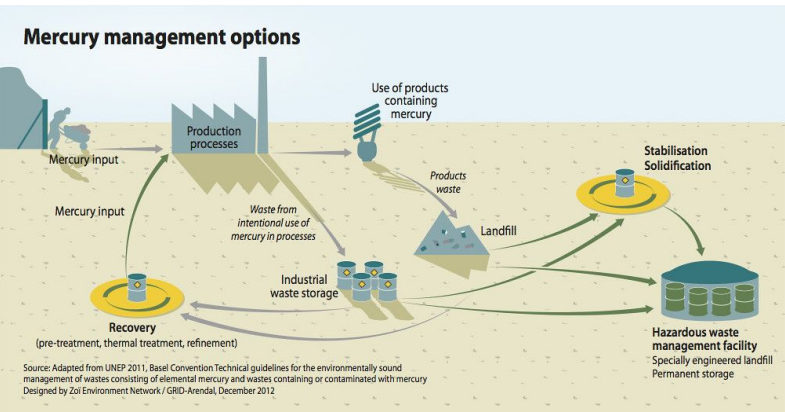 Mercury management options
Use of products
containing
mercury
Production
processes
Mercury input
Stabilisation
Solidification
Products
waste
Mercury input
Waste from
intentional use of
mercury in processes
Landfill
Industrial
waste storage
Recovery
(pre-treatment, thermal treatment, refinement)
Hazardous waste
management facility
Specially engineered landfill
Permanent storage
Source: Adapted from UNEP 2011, Basel Convention Technical guidelines for the environmentally sound
management of wastes consisting of elemental mercury and wastes containing or contaminated with mercury
Designed by Zoï Environment Network / GRID-Arendal, December 2012